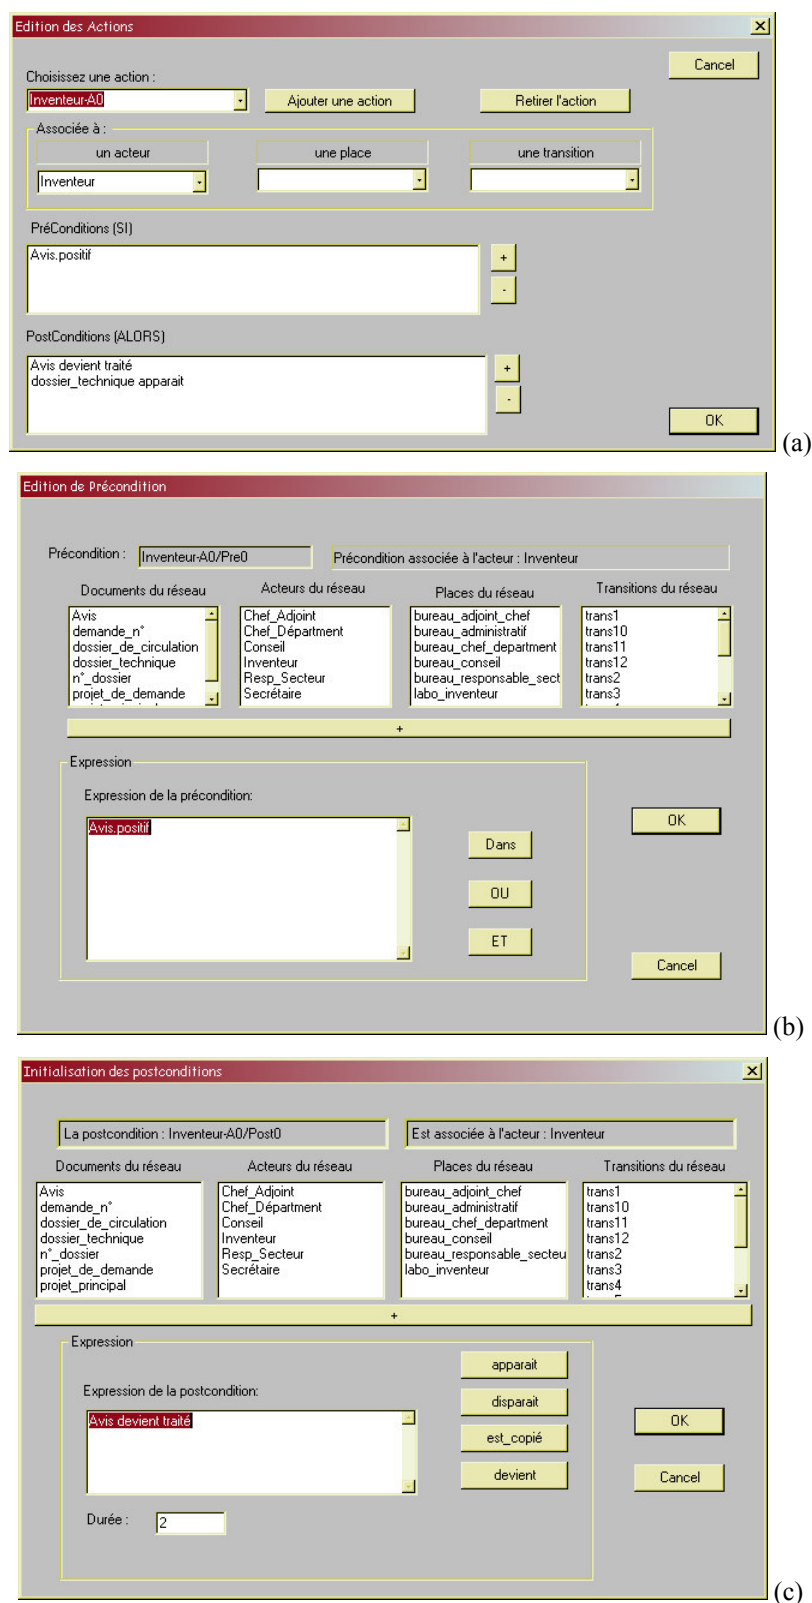 Edition des Actions
Cancel
Choisissez une action :
Inventeur-A0
Ajouter une action
Retirer l'action
Associée à :
un acteur
une place
une transition
Inventeur
PréConditions (SI)
Avis.positif
+
-
PostConditions (ALORS)
Avis devient traité
dossier_technique apparait
+
-
OK
(a)
Edition de Précondition
Précondition :
Inventeur-A0/Pre0
Précondition associée à l'acteur : Inventeur
Documents du réseau
Acteurs du réseau
Places du réseau
Transitions du réseau
Avis
demande_n°
dossier_de_circulation
dossier_technique
n°_dossier
projet_de_demande
Chef_Adjoint
Chef_Départment
Conseil
Inventeur
Resp_Secteur
Secrétaire
bureau_adjoint_chef
bureau_administratif
bureau_chef_department
bureau_conseil
bureau_responsable_sect
labo_inventeur
trans1
trans10
trans11
trans12
trans2
trans3
+
Expression
Expression de la précondition:
Avis.positif
Dans
OU
ET
OK
Cancel
(b)
Initialisation des postconditions
La postcondition : Inventeur-A0/Post0
Est associée à l'acteur : Inventeur
Documents du réseau
Acteurs du réseau
Places du réseau
Transitions du réseau
Avis
demande_n°
dossier_de_circulation
dossier_technique
n°_dossier
projet_de_demande
projet_principal
Chef_Adjoint
Chef_Départment
Conseil
Inventeur
Resp_Secteur
Secrétaire
bureau_adjoint_chef
bureau_administratif
bureau_chef_department
bureau_conseil
bureau_responsable_secteu
labo_inventeur
trans1
trans10
trans11
trans12
trans2
trans3
trans4
+
Expression
Expression de la postcondition:
Avis devient traité
apparait
disparait
est_copié
devient
Durée :
2
OK
Cancel
(c)